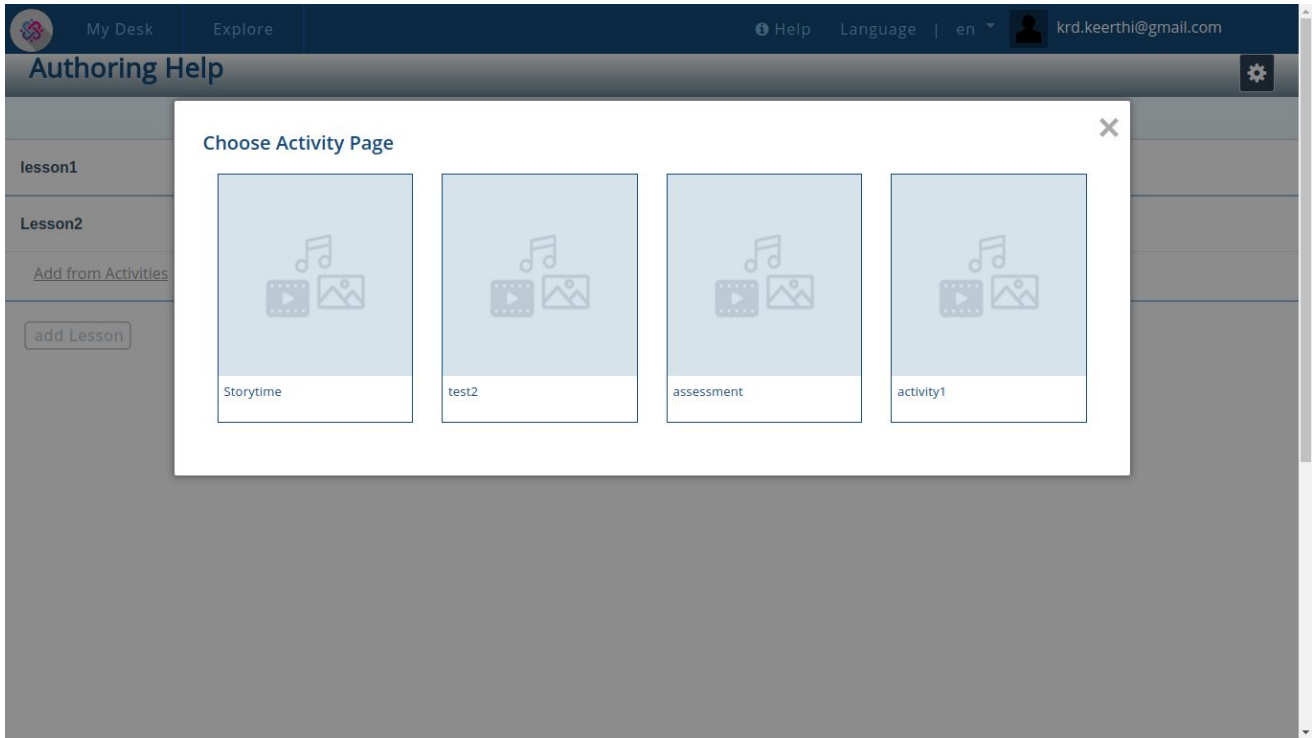 My Desk Explore Help Language | en krd.keerthi@gmail.com
Authoring Help
Choose Activity Page
lesson1
Lesson2
Add from Activities
add Lesson
Storytime test2 assessment activity1